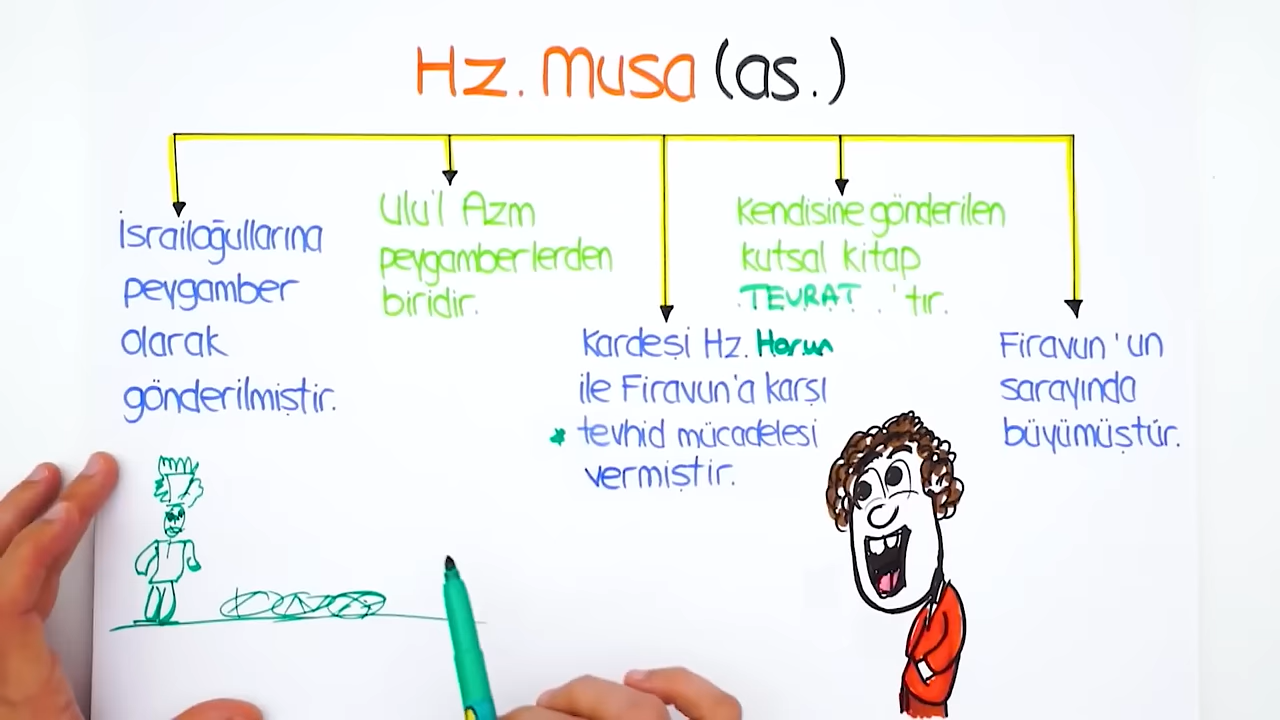 Hz. Musa (as.)
İsrailoğullarına
peygamber
olarak
gönderilmiştir.
Ulu'l Azm
peygamberlerden
biridir.
Kardeşi Hz. Harun
ile Firavun'a karşı
* tevhid mücadelesi
vermiştir.
Kendisine gönderilen
kutsal kitap
TEVRAT 'tır.
Firavun'un
sarayında
büyümüştür.